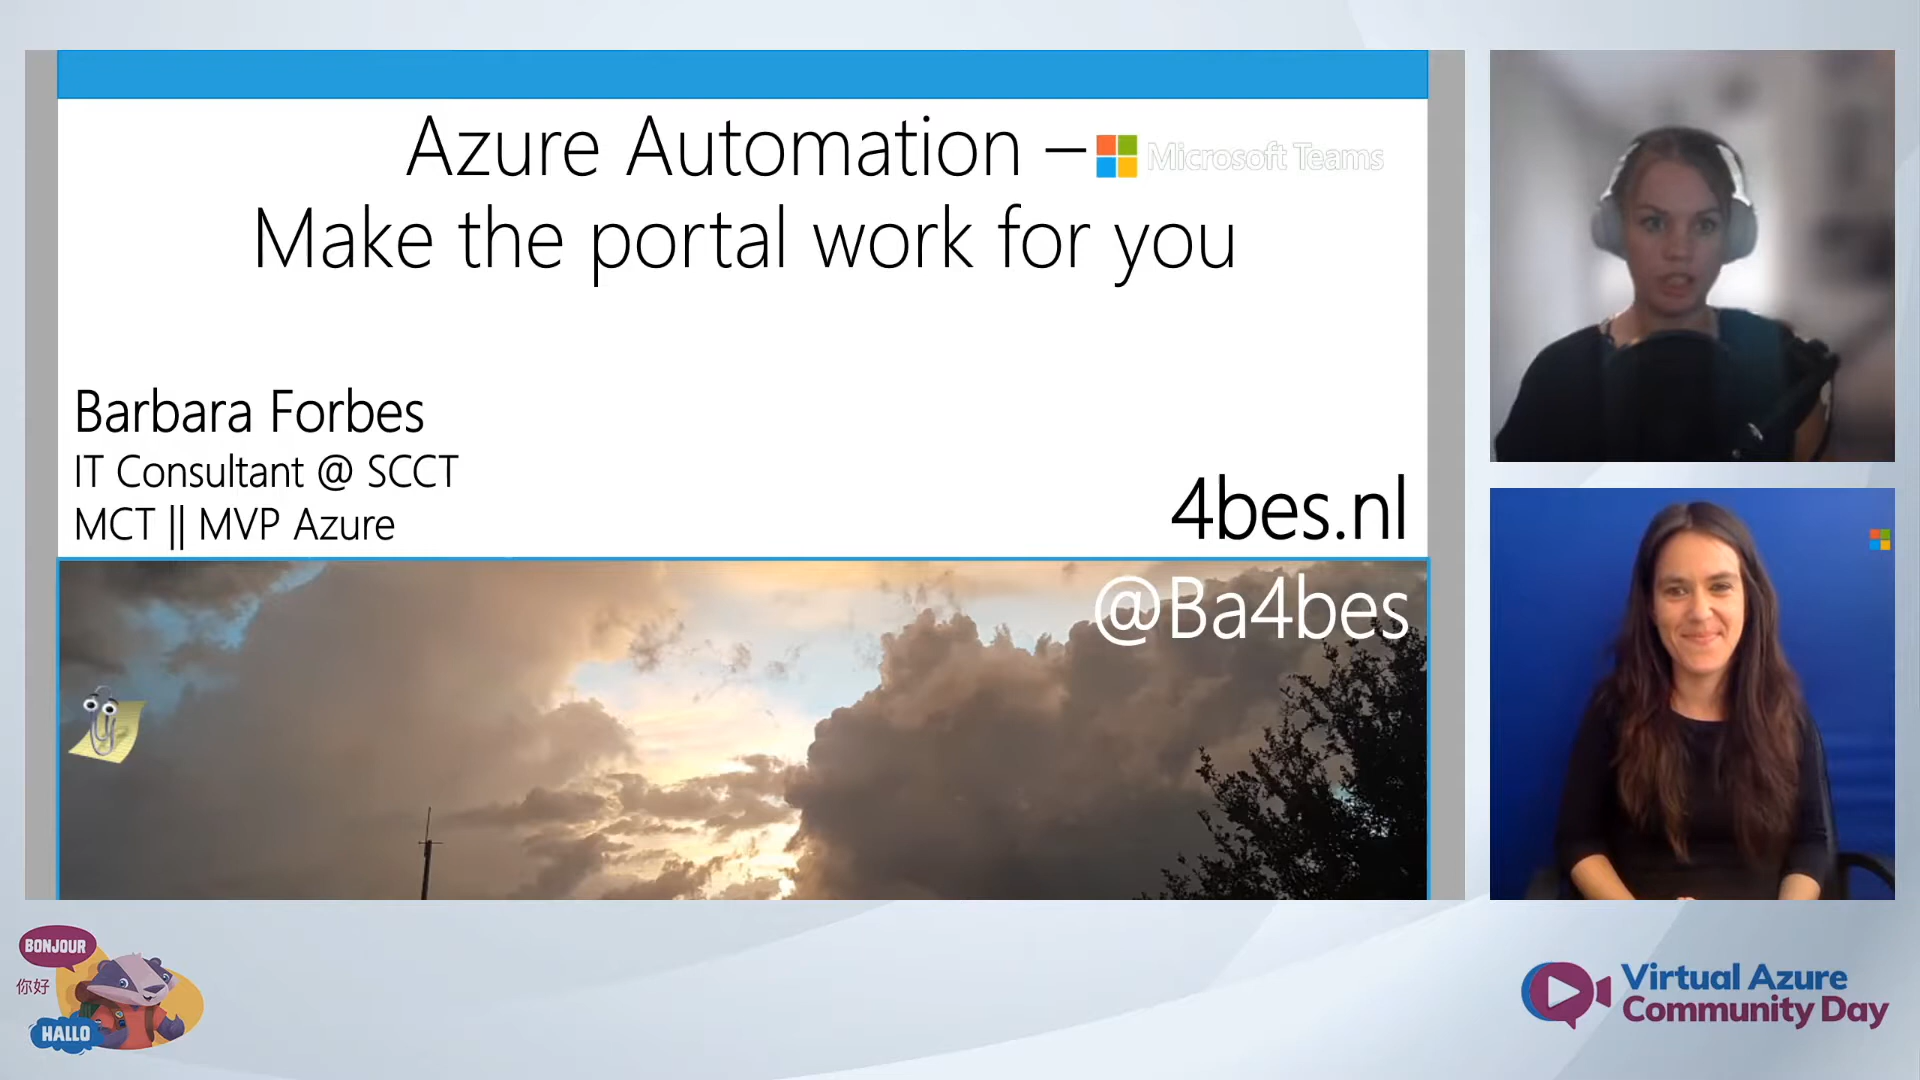 Azure Automation –
Microsoft Teams
Make the portal work for you
Barbara Forbes
IT Consultant @ SCCT
MCT || MVP Azure
4bes.nl
@Ba4bes
BONJOUR
你好
HALLO
Virtual Azure
Community Day